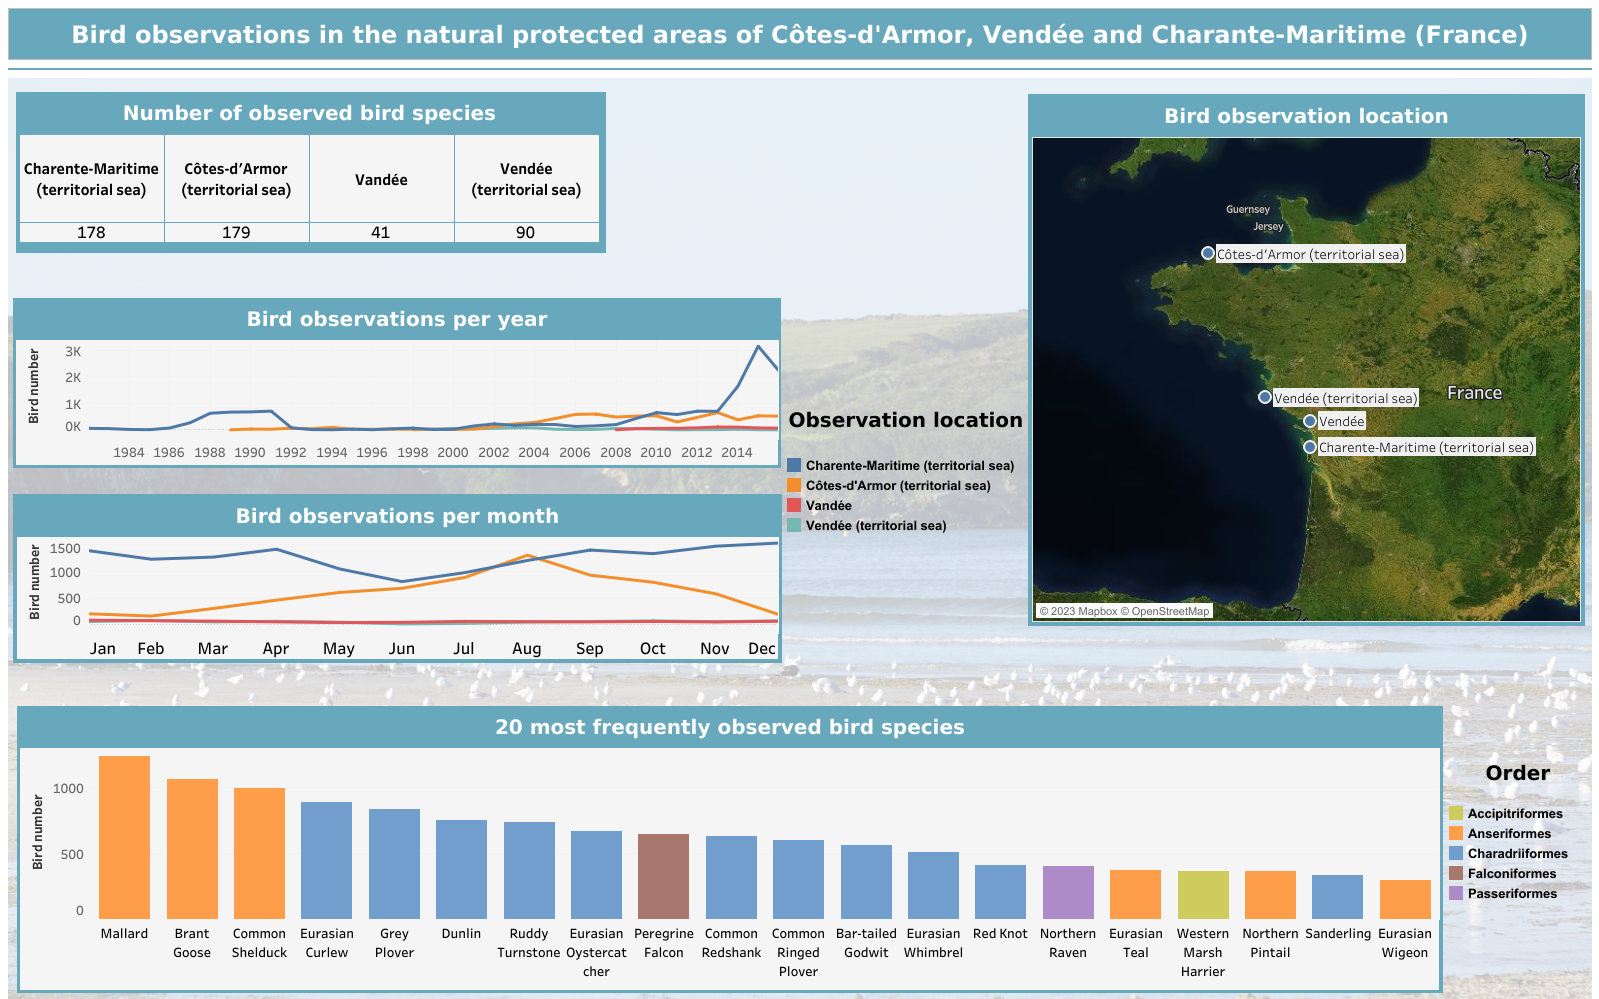 Bird observations in the natural protected areas of Côtes-d'Armor, Vendée and Charante-Maritime (France)
Number of observed bird species
Charente-Maritime (territorial sea)
Côtes-d’Armor (territorial sea)
Vandée
Vendée (territorial sea)
178 179 41 90
Bird observations per year
Bird number
3K
2K
1K
0K
1984 1986 1988 1990 1992 1994 1996 1998 2000 2002 2004 2006 2008 2010 2012 2014
Bird observations per month
Bird number
1500
1000
500
0
Jan Feb Mar Apr May Jun Jul Aug Sep Oct Nov Dec
Observation location
Charente-Maritime (territorial sea)
Côtes-d'Armor (territorial sea)
Vandée
Vendée (territorial sea)
Bird observation location
Guernsey
Jersey
Côtes-d’Armor (territorial sea)
France
Vendée (territorial sea)
Vendée
Charente-Maritime (territorial sea)
© 2023 Mapbox © OpenStreetMap
20 most frequently observed bird species
Bird number
1000
500
0
Mallard
Brant Goose
Common Shelduck
Eurasian Curlew
Grey Plover
Dunlin
Ruddy Turnstone
Eurasian Oystercatcher
Peregrine Falcon
Common Redshank
Common Ringed Plover
Bar-tailed Godwit
Eurasian Whimbrel
Red Knot
Northern Raven
Eurasian Teal
Western Marsh Harrier
Northern Pintail
Sanderling
Eurasian Wigeon
Order
Accipitriformes
Anseriformes
Charadriiformes
Falconiformes
Passeriformes